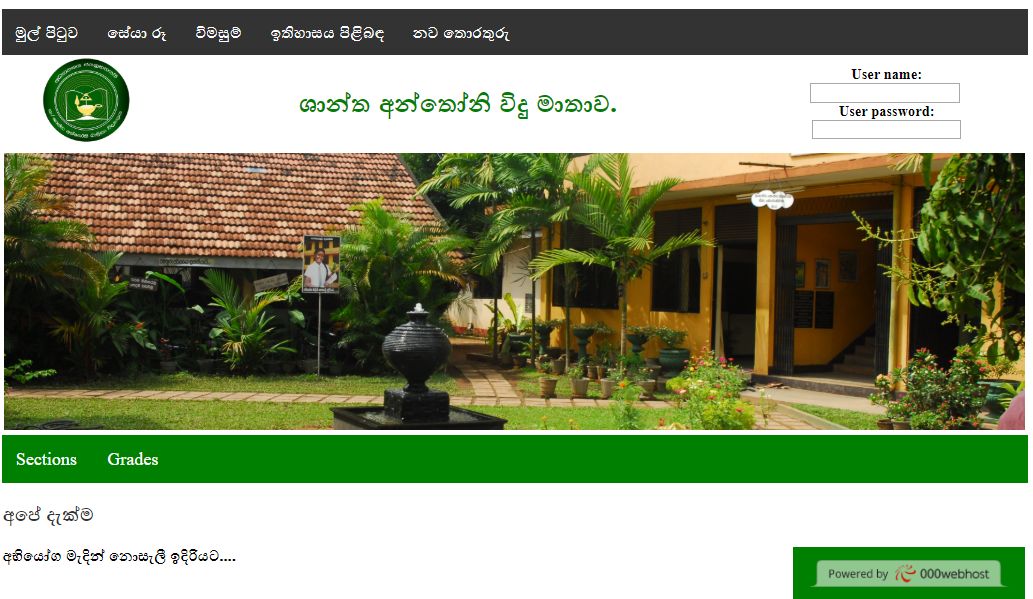 මුල් පිටුව සේයා රූ විමසුම් ඉතිහාසය පිළිබඳ නව තොරතුරු
ශාන්ත අන්තෝනි විදු මාතාව.
User name:
User password:
Sections Grades
අපේ දැක්ම
අභියෝග මැදින් නොසැලී ඉදිරියට....
Powered by 000webhost